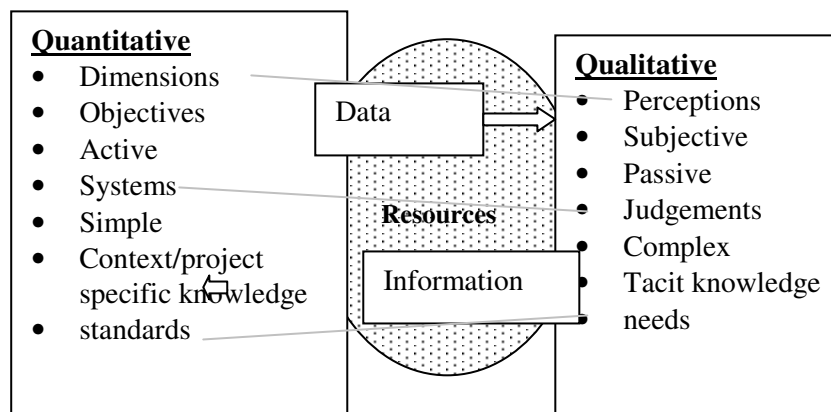 Quantitative
• Dimensions
• Objectives
• Active
• Systems
• Simple
• Context/project
specific knowledge
• standards
Data
Resources
Information
Qualitative
• Perceptions
• Subjective
• Passive
• Judgements
• Complex
• Tacit knowledge
• needs